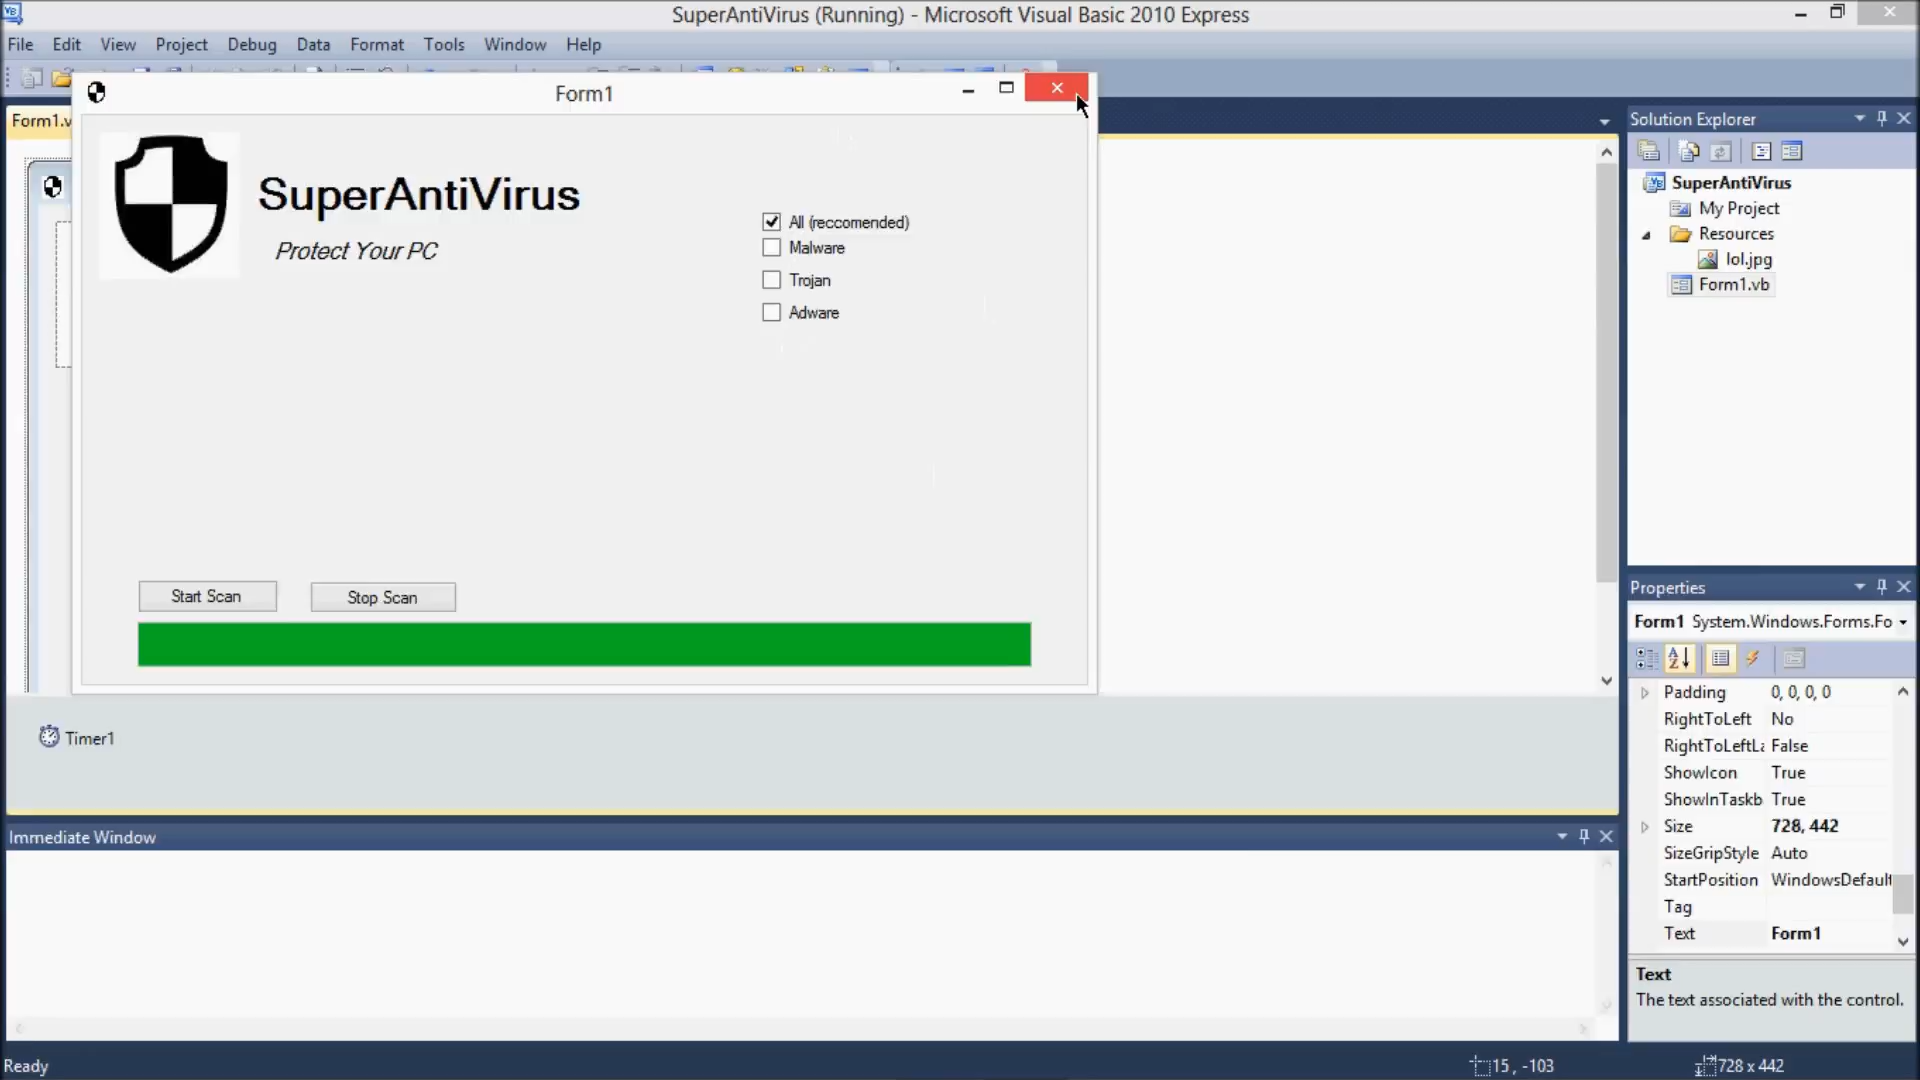 SuperAntiVirus (Running) - Microsoft Visual Basic 2010 Express
File Edit View Project Debug Data Format Tools Window Help
Form1
Form1.v
SuperAntiVirus
Protect Your PC
All (reccomended)
Malware
Trojan
Adware
Start Scan Stop Scan
Timer1
Immediate Window
Solution Explorer
SuperAntiVirus
My Project
Resources
lol.jpg
Form1.vb
Properties
Form1 System.Windows.Forms.Fo
Padding 0, 0, 0, 0
RightToLeft No
RightToLeftLa False
ShowIcon True
ShowInTaskb True
Size 728, 442
SizeGripStyle Auto
StartPosition WindowsDefault
Tag
Text Form1
Text
The text associated with the control.
Ready 15 , -103 728 x 442